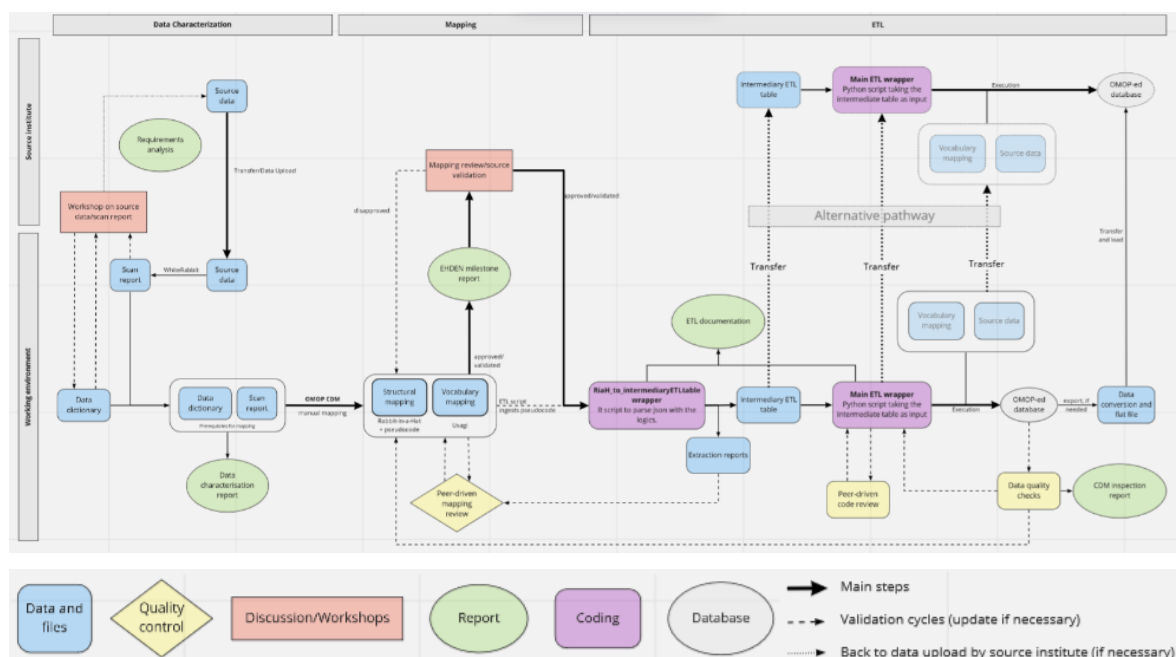 Data Characterization
Mapping
ETL
Source institute
Working environment
Source
data
Requirements
analysis
Transfer/Data Upload
Workshop on source
data/scan report
Scan
report
WhiteRabbit
Source
data
Data
dictionary
Data
dictionary
Scan
report
Prerequisites for mapping
Data
characterisation
report
OMOP CDM
manual mapping
Mapping review/source
validation
disapproved
approved/validated
EHDEN milestone
report
approved/
validated
Structural
mapping
Vocabulary
mapping
Rabbit-in-a-Hat
+ pseudocode
Usagi
ETL script
ingests pseudocode
Peer-driven
mapping
review
Intermediary ETL
table
Main ETL wrapper
Python script taking the
intermediate table as input
Execution
OMOP-ed
database
Vocabulary
mapping
Source data
Alternative pathway
Transfer
Transfer
Transfer
Transfer
and load
Vocabulary
mapping
Source data
ETL documentation
RiaH_to_intermediaryETLtable
wrapper
R script to parse json with the
logics.
Intermediary ETL
table
Main ETL wrapper
Python script taking the
intermediate table as input
Execution
OMOP-ed
database
export, if
needed
Data
conversion and
flat file
Extraction reports
Peer-driven
code review
Data quality
checks
CDM inspection
report
Data and
files
Quality
control
Discussion/Workshops
Report
Coding
Database
Main steps
Validation cycles (update if necessary)
Back to data upload by source institute (if necessary)